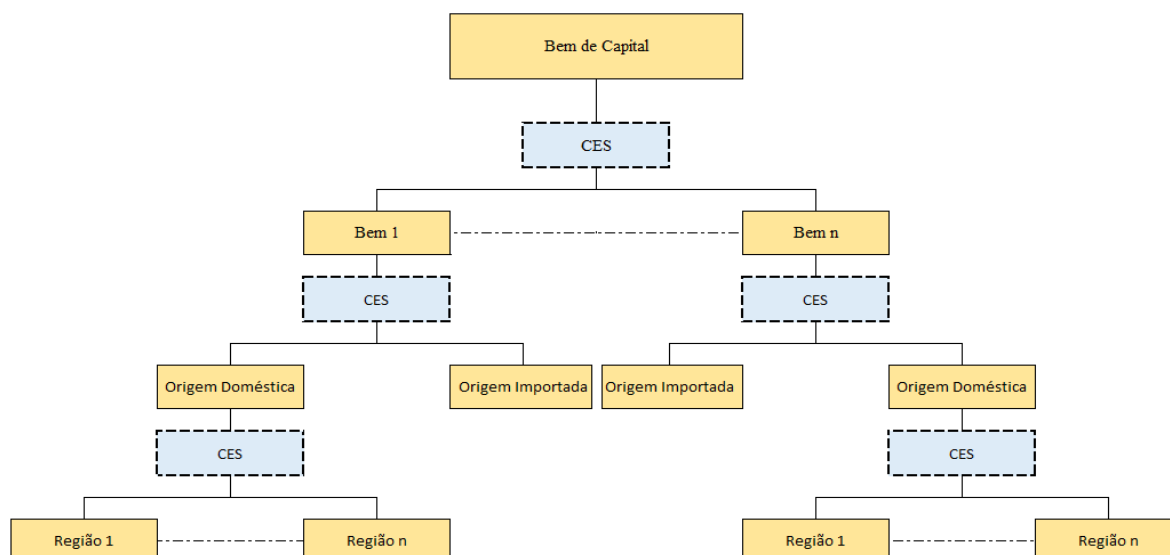 Bem de Capital
CES
Bem 1
Bem n
CES
CES
Origem Doméstica
Origem Importada
Origem Importada
Origem Doméstica
CES
CES
Região 1
Região n
Região 1
Região n